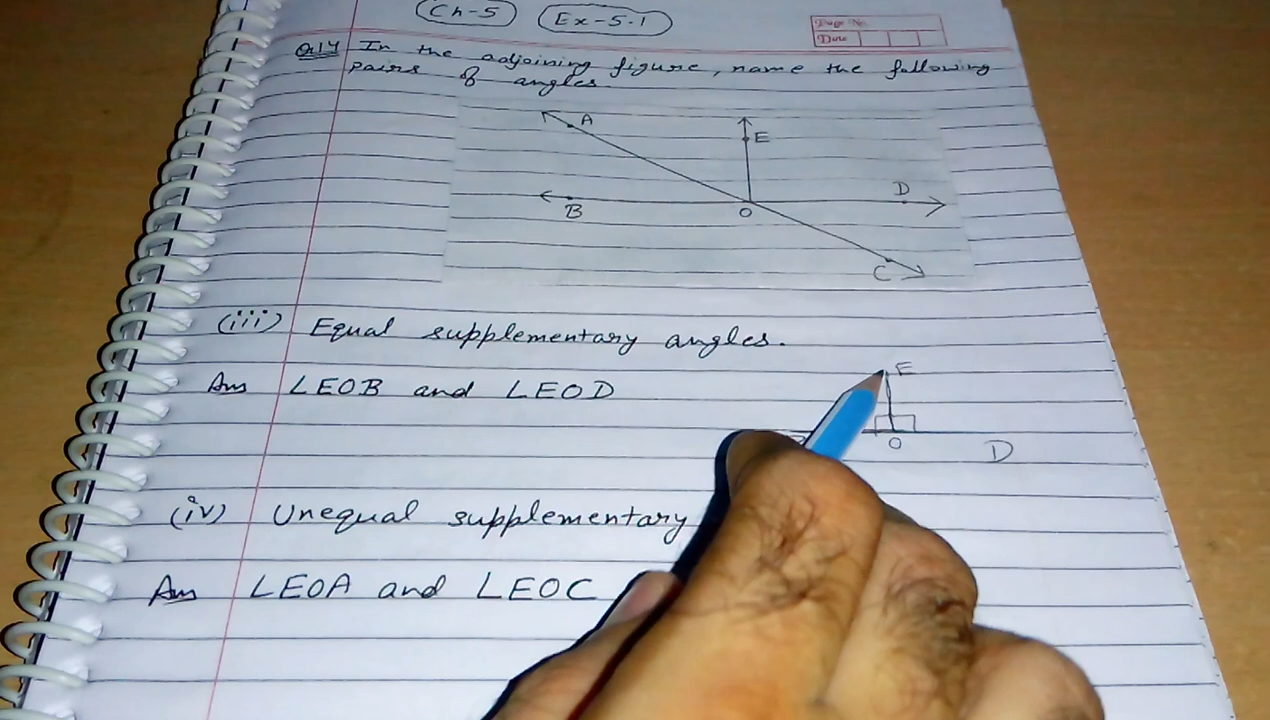 Ch-5 Ex-5.1
Page No.
Date
Q.14 In the adjoining figure, name the following
pairs of angles.
A
E
D
B
O
C
(iii) Equal supplementary angles.
Ans ∠EOB and ∠EOD
E
O
D
(iv) Unequal supplementary
Ans ∠EOA and ∠EOC